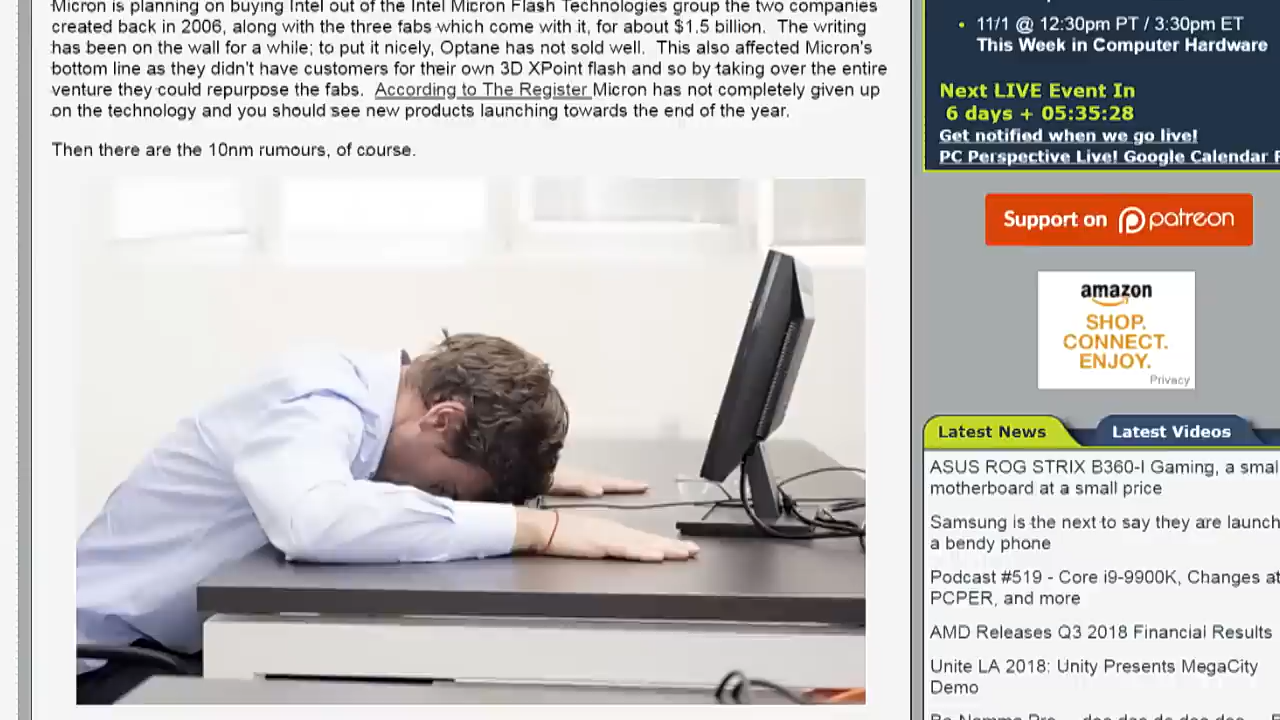 Micron is planning on buying Intel out of the Intel Micron Flash Technologies group the two companies
created back in 2006, along with the three fabs which come with it, for about $1.5 billion. The writing
has been on the wall for a while; to put it nicely, Optane has not sold well. This also affected Micron's
bottom line as they didn't have customers for their own 3D XPoint flash and so by taking over the entire
venture they could repurpose the fabs. According to The Register Micron has not completely given up
on the technology and you should see new products launching towards the end of the year.
Then there are the 10nm rumours, of course.
11/1 @ 12:30pm PT / 3:30pm ET
This Week in Computer Hardware
Next LIVE Event In
6 days + 05:35:28
Get notified when we go live!
PC Perspective Live! Google Calendar
Support on patreon
amazon
SHOP.
CONNECT.
ENJOY.
Privacy
Latest News
Latest Videos
ASUS ROG STRIX B360-I Gaming, a smal
motherboard at a small price
Samsung is the next to say they are launch
a bendy phone
Podcast #519 - Core i9-9900K, Changes at
PCPER, and more
AMD Releases Q3 2018 Financial Results
Unite LA 2018: Unity Presents MegaCity
Demo